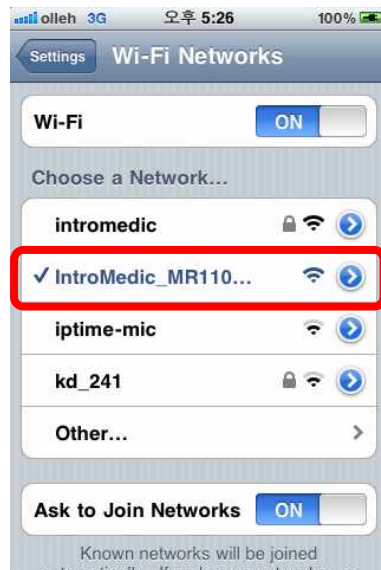 olleh 3G 오후 5:26 100%
Settings Wi-Fi Networks
Wi-Fi ON
Choose a Network...
intromedic
✓ IntroMedic_MR110...
iptime-mic
kd_241
Other...
Ask to Join Networks ON
Known networks will be joined